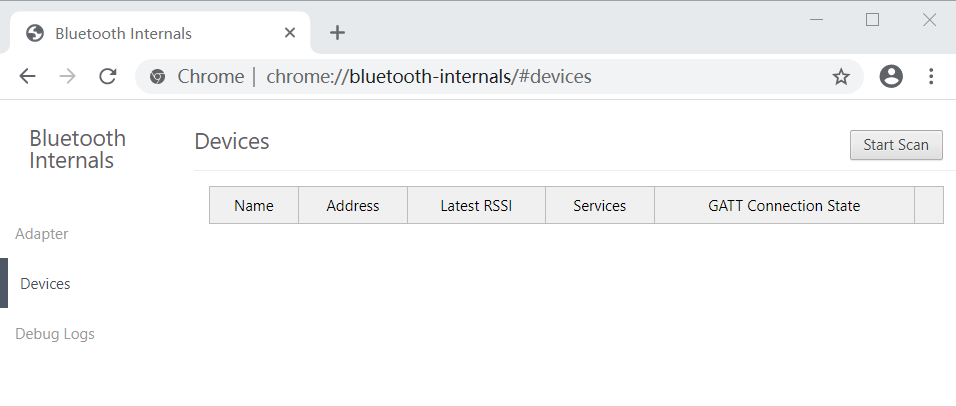 Bluetooth Internals
Chrome | chrome://bluetooth-internals/#devices
Bluetooth
Internals
Devices
Start Scan
Name Address Latest RSSI Services GATT Connection State
Adapter
Devices
Debug Logs